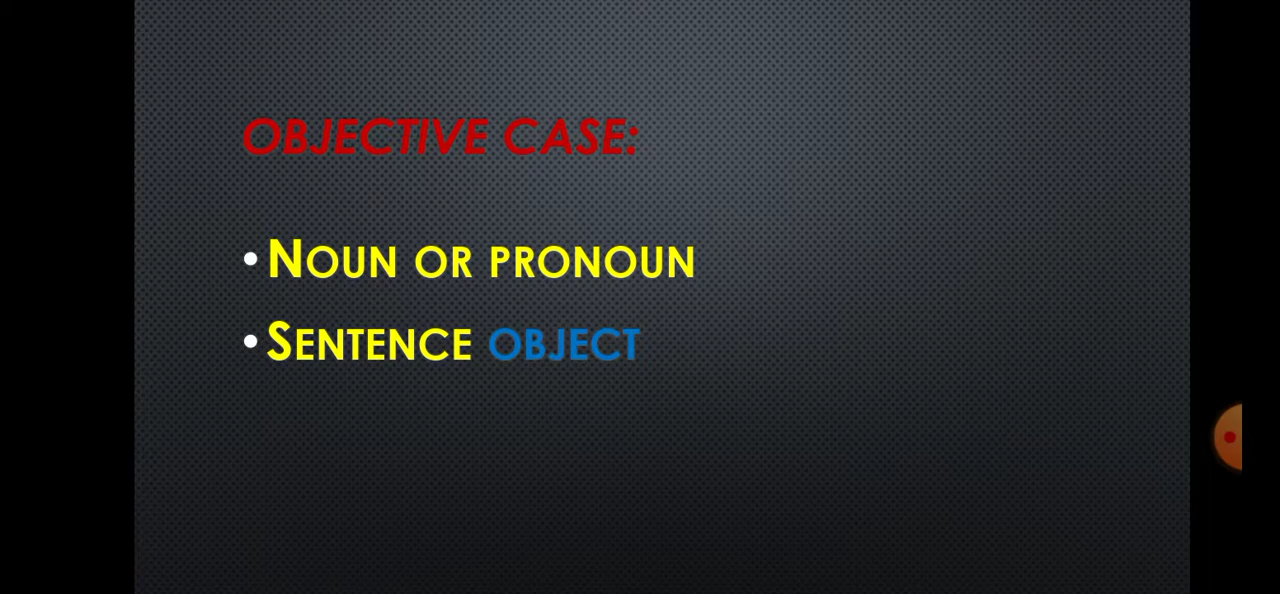 OBJECTIVE CASE:
• NOUN OR PRONOUN
• SENTENCE OBJECT